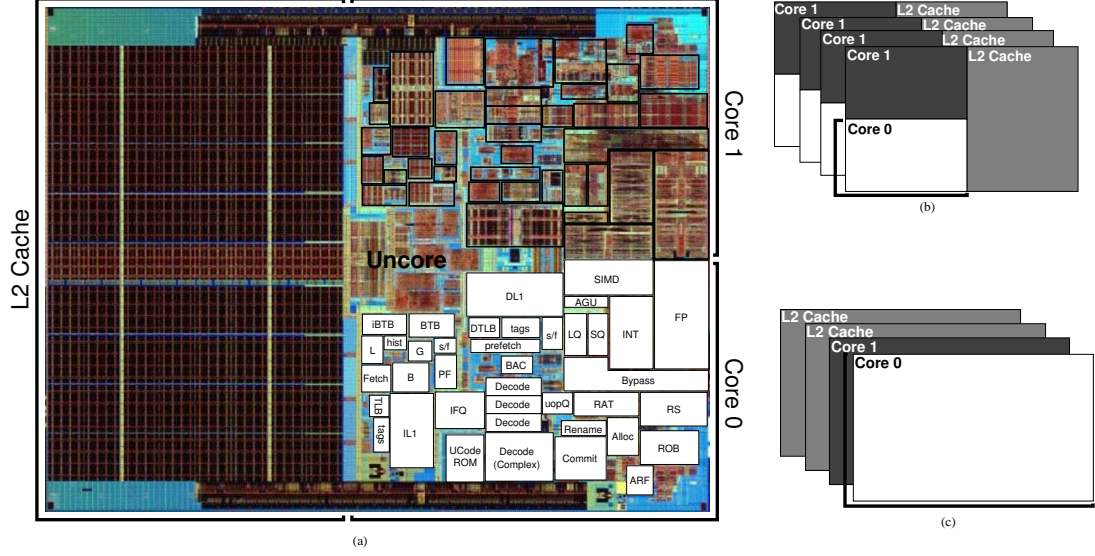 L2 Cache
Uncore
Core 1
Core 0
SIMD
DL1
AGU
FP
iBTB
BTB
DTLB
tags
s/f
LQ
SQ
INT
hist
L
G
s/f
prefetch
BAC
Fetch
B
PF
Bypass
Decode
TLB
IFQ
Decode
uopQ
RAT
RS
tags
IL1
Decode
Rename
Alloc
UCode
ROM
Decode
(Complex)
Commit
ROB
ARF
(a)
Core 1
L2 Cache
Core 1
L2 Cache
Core 1
L2 Cache
Core 1
L2 Cache
Core 0
(b)
L2 Cache
L2 Cache
Core 1
Core 0
(c)